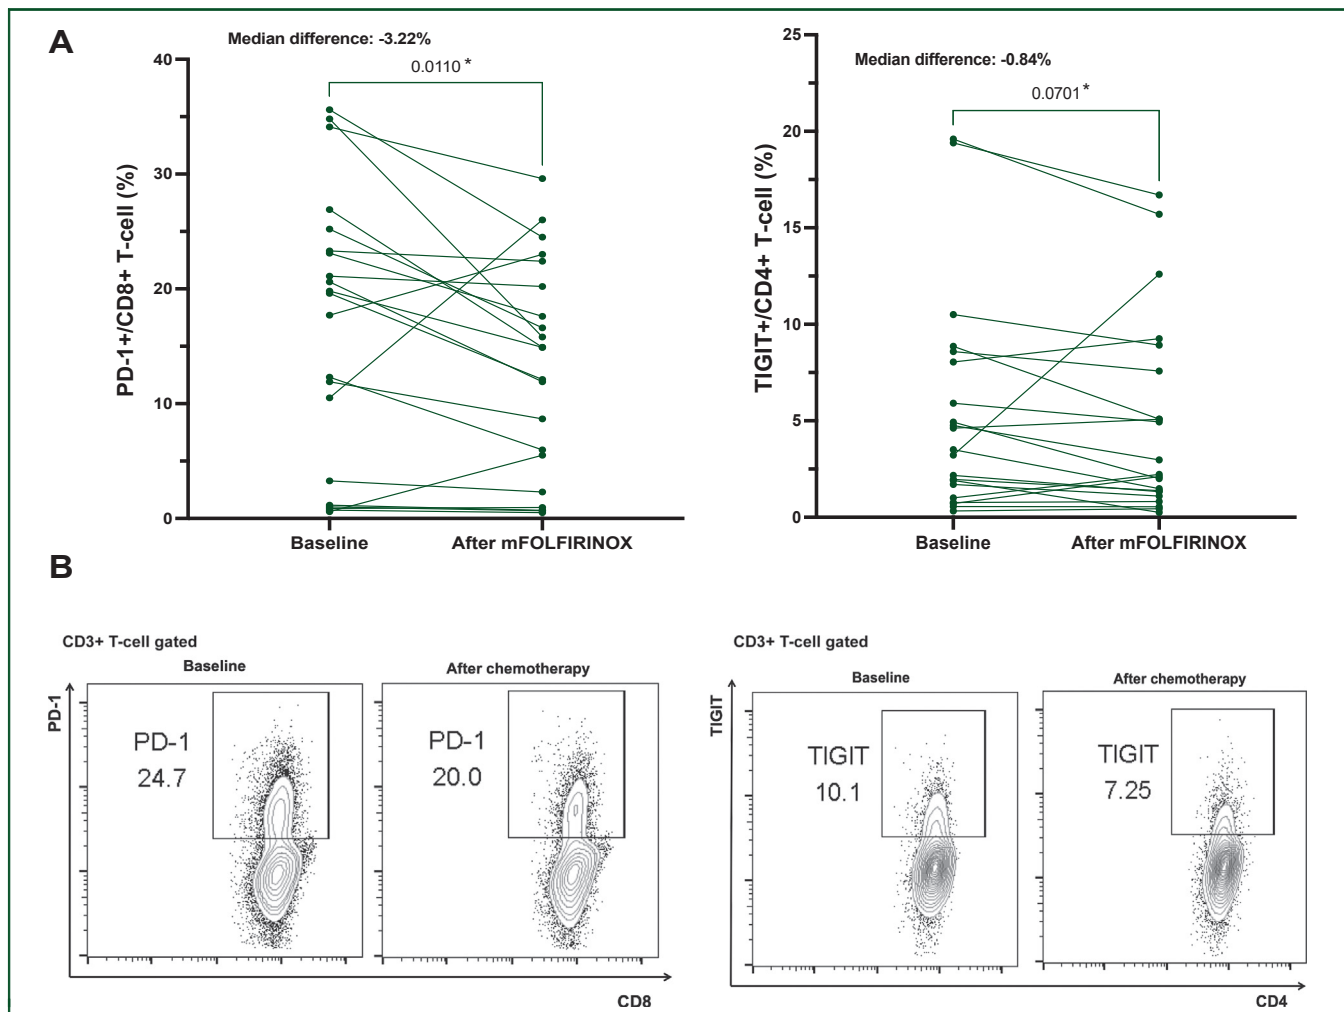 A
Median difference: -3.22%
0.0110 *
40
30
20
10
0
PD-1+/CD8+ T-cell (%)
Baseline
After mFOLFIRINOX
Median difference: -0.84%
0.0701 *
25
20
15
10
5
0
TIGIT+/CD4+ T-cell (%)
Baseline
After mFOLFIRINOX
B
CD3+ T-cell gated
Baseline
After chemotherapy
PD-1
PD-1
24.7
PD-1
20.0
CD8
CD3+ T-cell gated
Baseline
After chemotherapy
TIGIT
TIGIT
10.1
TIGIT
7.25
CD4